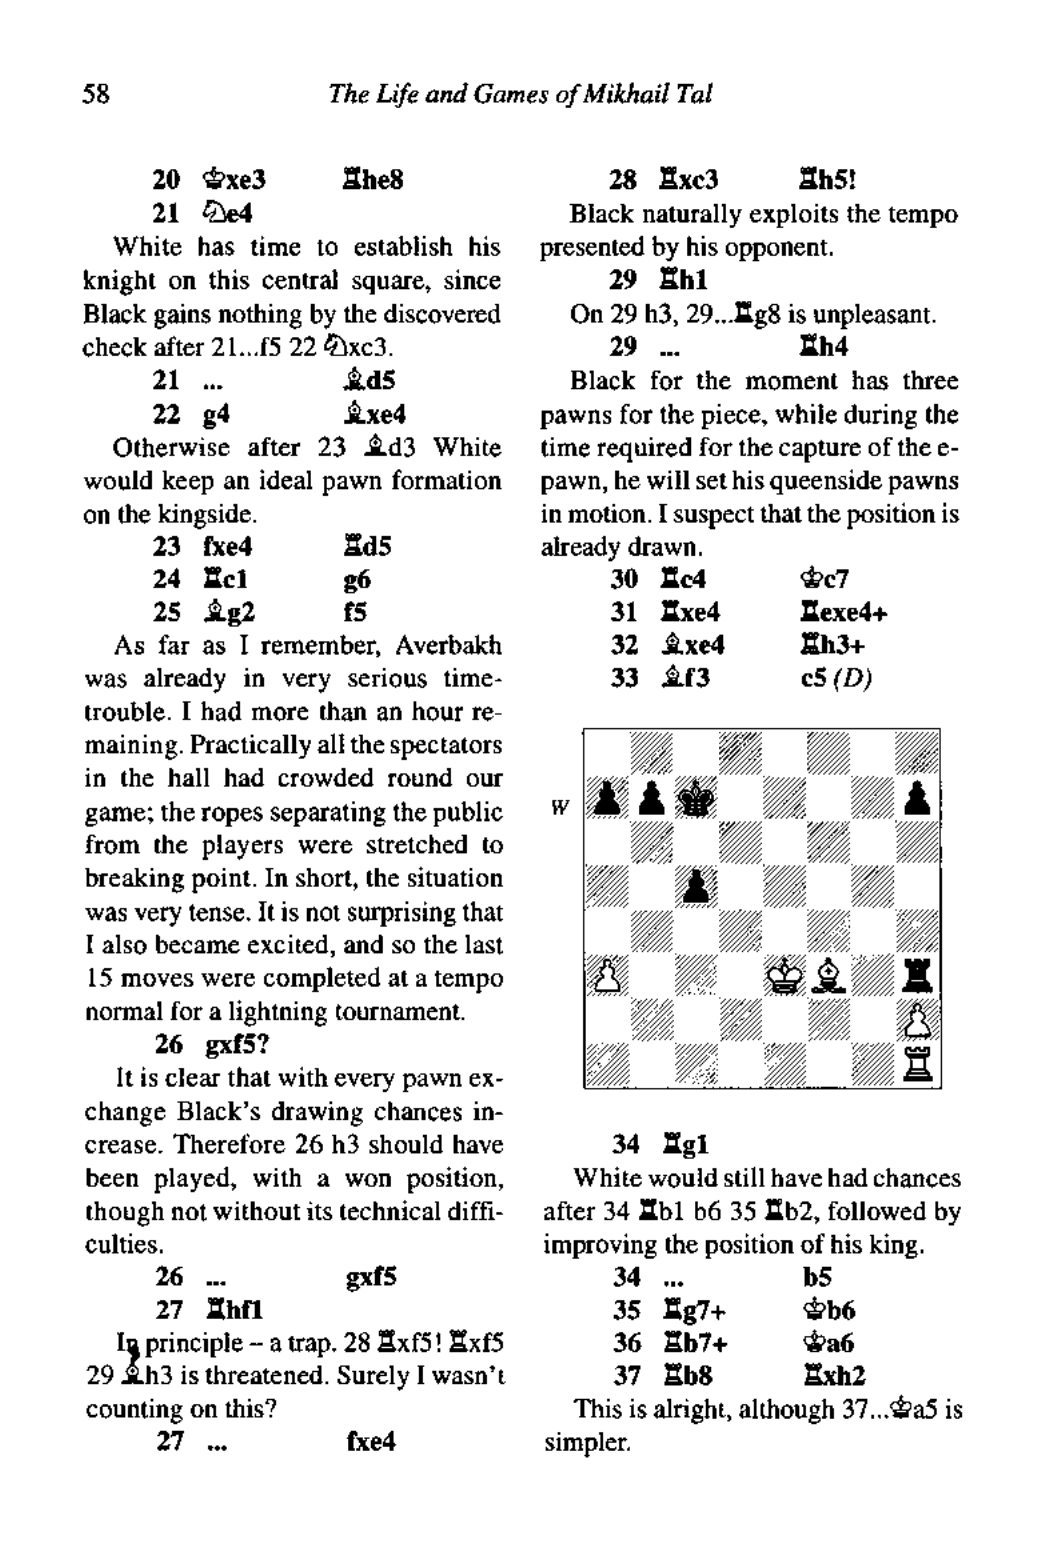 58 The Life and Games of Mikhail Tal
20 ♔xe3 ♖he8
21 ♘e4
White has time to establish his
knight on this central square, since
Black gains nothing by the discovered
check after 21...f5 22 ♘xc3.
21 ... ♗d5
22 g4 ♗xe4
Otherwise after 23 ♗d3 White
would keep an ideal pawn formation
on the kingside.
23 fxe4 ♖d5
24 ♖c1 g6
25 ♗g2 f5
As far as I remember, Averbakh
was already in very serious time-
trouble. I had more than an hour re-
maining. Practically all the spectators
in the hall had crowded round our
game; the ropes separating the public
from the players were stretched to
breaking point. In short, the situation
was very tense. It is not surprising that
I also became excited, and so the last
15 moves were completed at a tempo
normal for a lightning tournament.
26 gxf5?
It is clear that with every pawn ex-
change Black's drawing chances in-
crease. Therefore 26 h3 should have
been played, with a won position,
though not without its technical diffi-
culties.
26 ... gxf5
27 ♖hf1
In principle – a trap. 28 ♖xf5! ♖xf5
29 ♗h3 is threatened. Surely I wasn't
counting on this?
27 ... fxe4
28 ♖xc3 ♖h5!
Black naturally exploits the tempo
presented by his opponent.
29 ♖h1
On 29 h3, 29...♖g8 is unpleasant.
29 ... ♖h4
Black for the moment has three
pawns for the piece, while during the
time required for the capture of the e-
pawn, he will set his queenside pawns
in motion. I suspect that the position is
already drawn.
30 ♖c4 ♔c7
31 ♖xe4 ♖exe4+
32 ♗xe4 ♖h3+
33 ♗f3 c5 (D)
W
34 ♖g1
White would still have had chances
after 34 ♖b1 b6 35 ♖b2, followed by
improving the position of his king.
34 ... b5
35 ♖g7+ ♔b6
36 ♖b7+ ♔a6
37 ♖b8 ♖xh2
This is alright, although 37...♔a5 is
simpler.